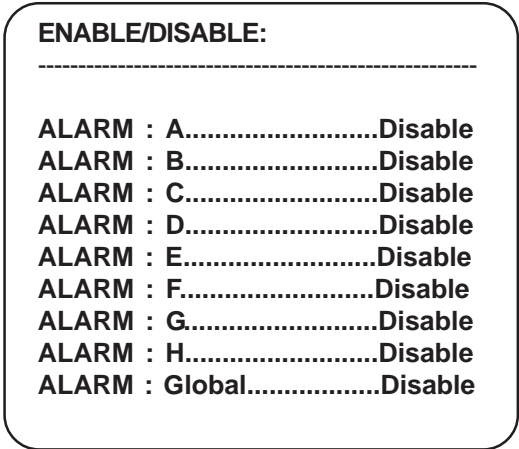 ENABLE/DISABLE:
-------------------------------------------------------
ALARM : A..........................Disable
ALARM : B..........................Disable
ALARM : C..........................Disable
ALARM : D..........................Disable
ALARM : E..........................Disable
ALARM : F..........................Disable
ALARM : G..........................Disable
ALARM : H..........................Disable
ALARM : Global..................Disable